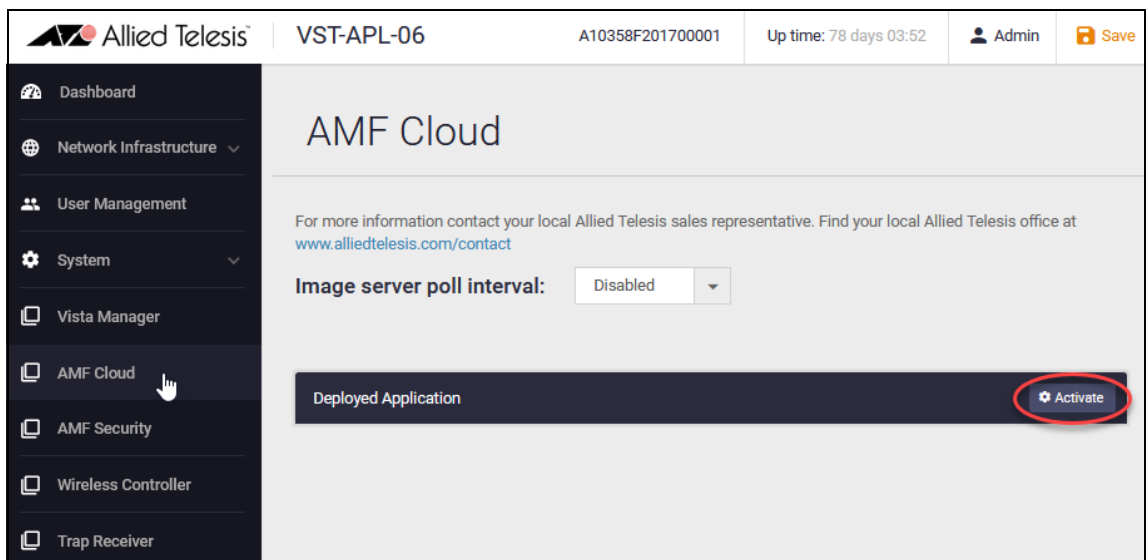 Allied Telesis
VST-APL-06
A10358F201700001
Up time: 78 days 03:52
Admin
Save
Dashboard
Network Infrastructure
User Management
System
Vista Manager
AMF Cloud
AMF Security
Wireless Controller
Trap Receiver
AMF Cloud
For more information contact your local Allied Telesis sales representative. Find your local Allied Telesis office at
www.alliedtelesis.com/contact
Image server poll interval:
Disabled
Deployed Application
Activate